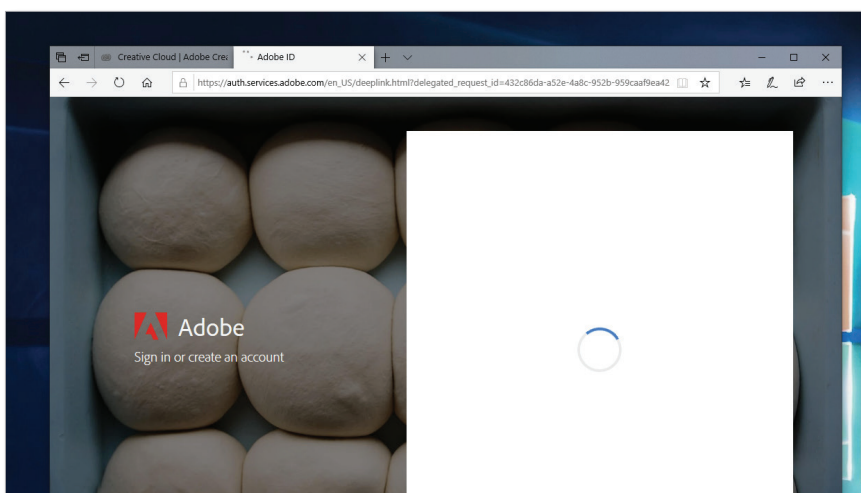 Creative Cloud | Adobe Crea
Adobe ID
https://auth.services.adobe.com/en_US/deeplink.html?delegated_request_id=432c86da-a52e-4a8c-952b-959caaf9ea42
Adobe
Sign in or create an account